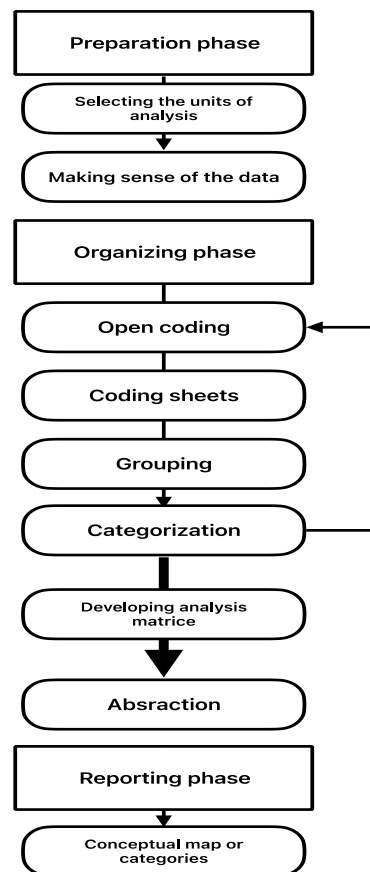 Preparation phase
Selecting the units of
analysis
Making sense of the data
Organizing phase
Open coding
Coding sheets
Grouping
Categorization
Developing analysis
matrice
Absraction
Reporting phase
Conceptual map or
categories